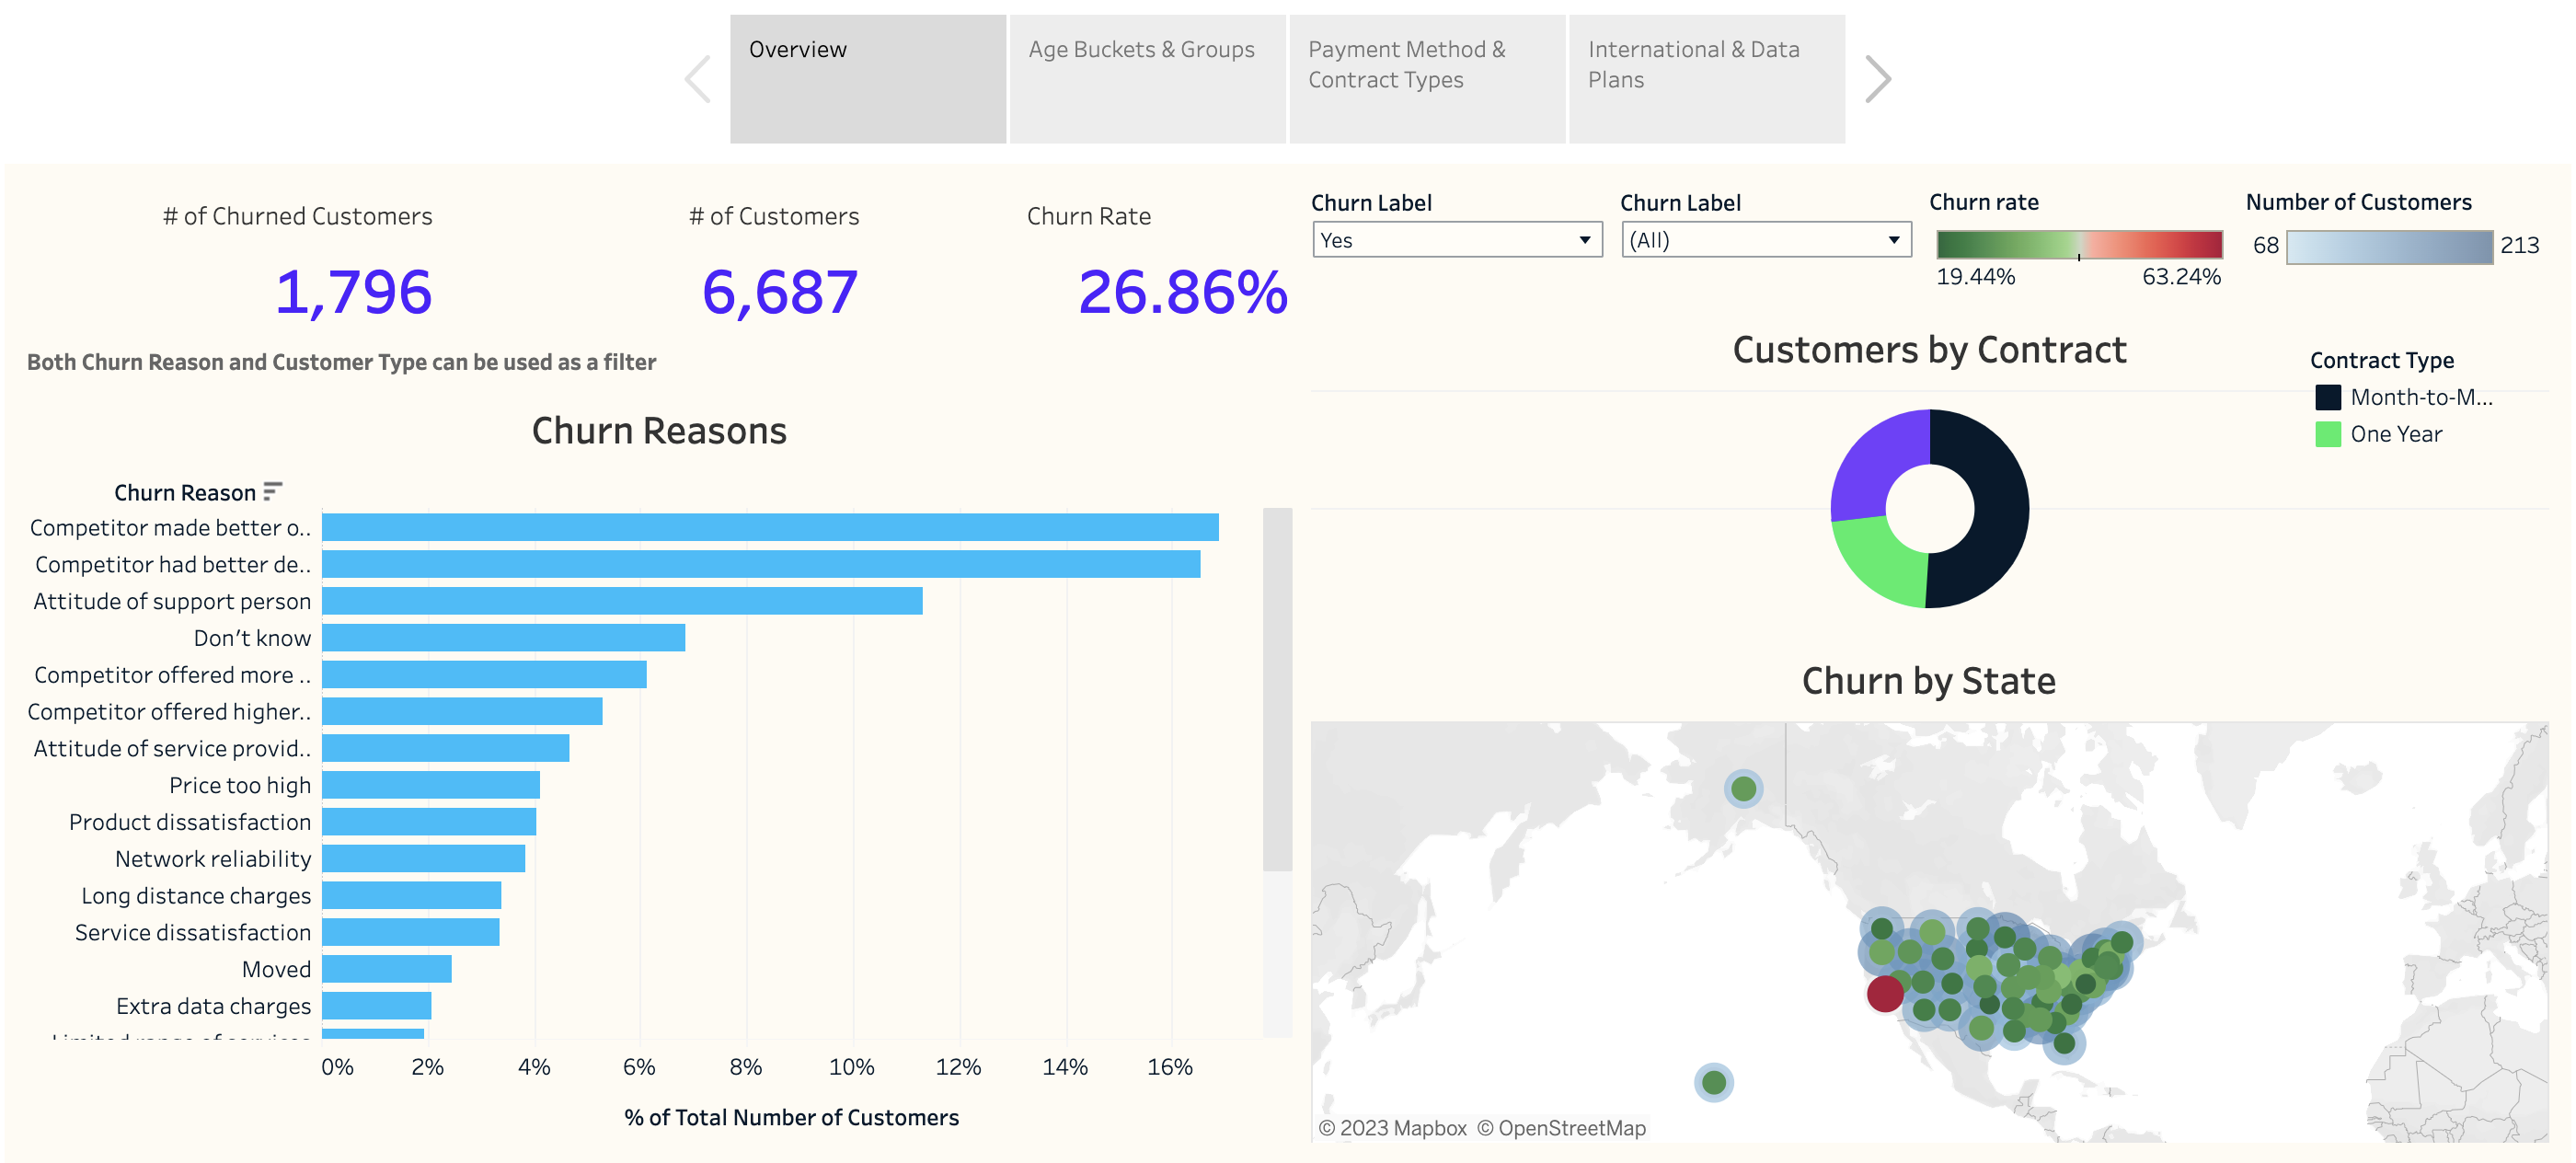 Overview
Age Buckets & Groups
Payment Method &
Contract Types
International & Data
Plans
# of Churned Customers
# of Customers
Churn Rate
1,796
6,687
26.86%
Churn Label
Yes
Churn Label
(All)
Churn rate
19.44%
63.24%
Number of Customers
68
213
Both Churn Reason and Customer Type can be used as a filter
Churn Reasons
Churn Reason
Competitor made better o..
Competitor had better de..
Attitude of support person
Don't know
Competitor offered more ..
Competitor offered higher..
Attitude of service provid..
Price too high
Product dissatisfaction
Network reliability
Long distance charges
Service dissatisfaction
Moved
Extra data charges
Limited range of services
0%
2%
4%
6%
8%
10%
12%
14%
16%
% of Total Number of Customers
Customers by Contract
Contract Type
Month-to-M...
One Year
Churn by State
© 2023 Mapbox © OpenStreetMap